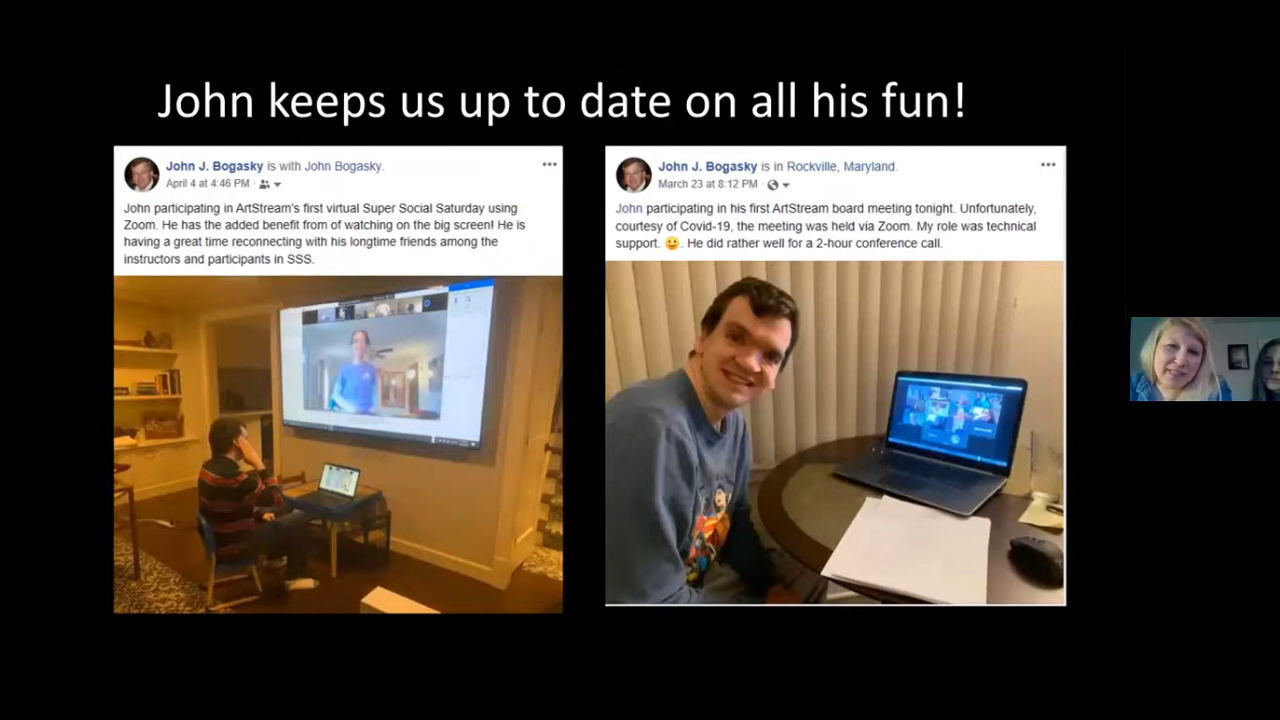 John keeps us up to date on all his fun!
John J. Bogasky is with John Bogasky.
April 4 at 4:46 PM ·
John participating in ArtStream's first virtual Super Social Saturday using
Zoom. He has the added benefit from of watching on the big screen! He is
having a great time reconnecting with his longtime friends among the
instructors and participants in SSS.
John J. Bogasky is in Rockville, Maryland.
March 23 at 8:12 PM ·
John participating in his first ArtStream board meeting tonight. Unfortunately,
courtesy of Covid-19, the meeting was held via Zoom. My role was technical
support. 🙂. He did rather well for a 2-hour conference call.